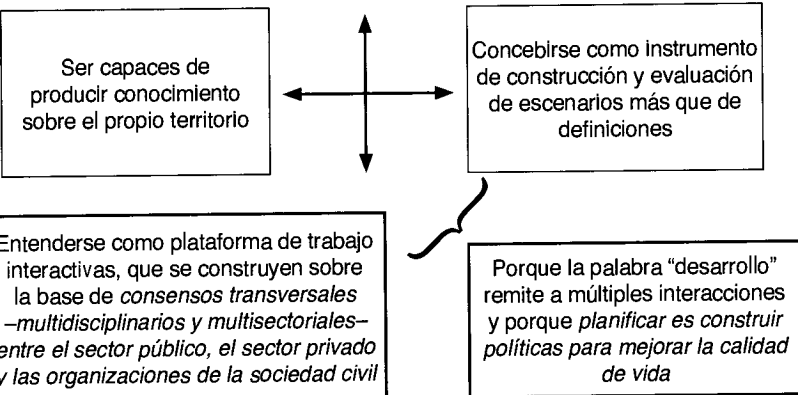 Ser capaces de
producir conocimiento
sobre el propio territorio
Concebirse como instrumento
de construcción y evaluación
de escenarios más que de
definiciones
Entenderse como plataforma de trabajo
interactivas, que se construyen sobre
la base de consensos transversales
–multidisciplinarios y multisectoriales–
entre el sector público, el sector privado
y las organizaciones de la sociedad civil
Porque la palabra “desarrollo”
remite a múltiples interacciones
y porque planificar es construir
políticas para mejorar la calidad
de vida